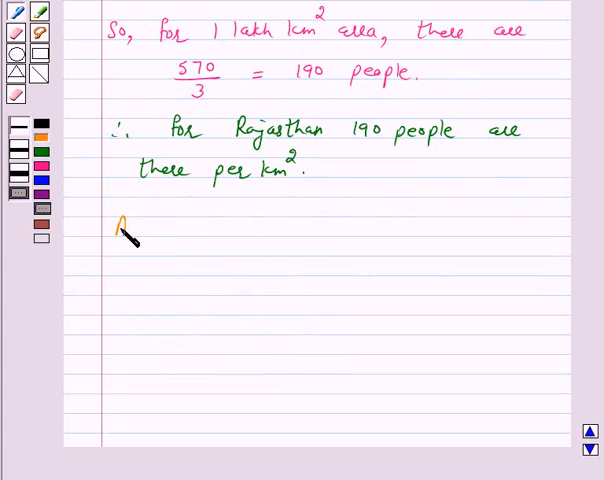 So, for 1 lakh km² area, there are
570/3 = 190 people.
∴ for Rajasthan 190 people are
there per km².
A